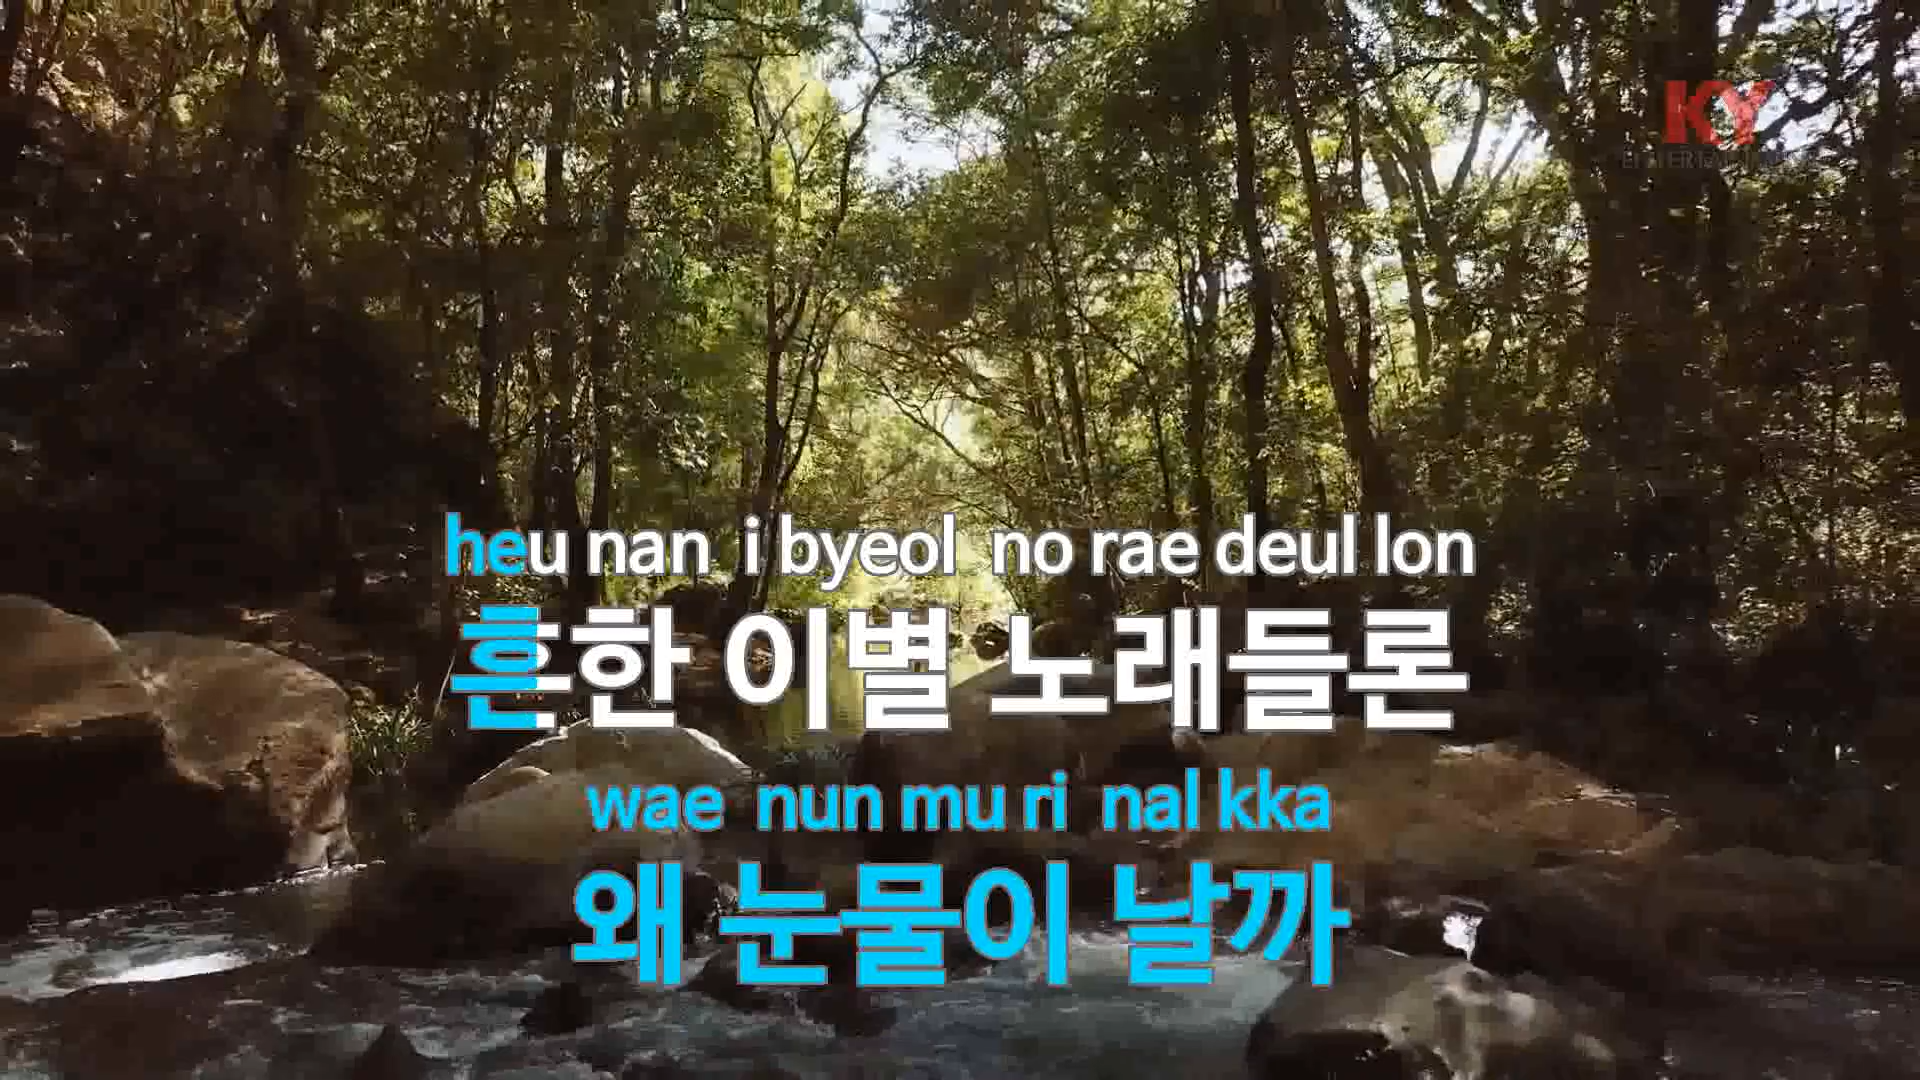 KY
ENTERTAINMENT
heu nan i byeol no rae deul lon
흔한 이별 노래들론
wae nun mu ri nal kka
왜 눈물이 날까